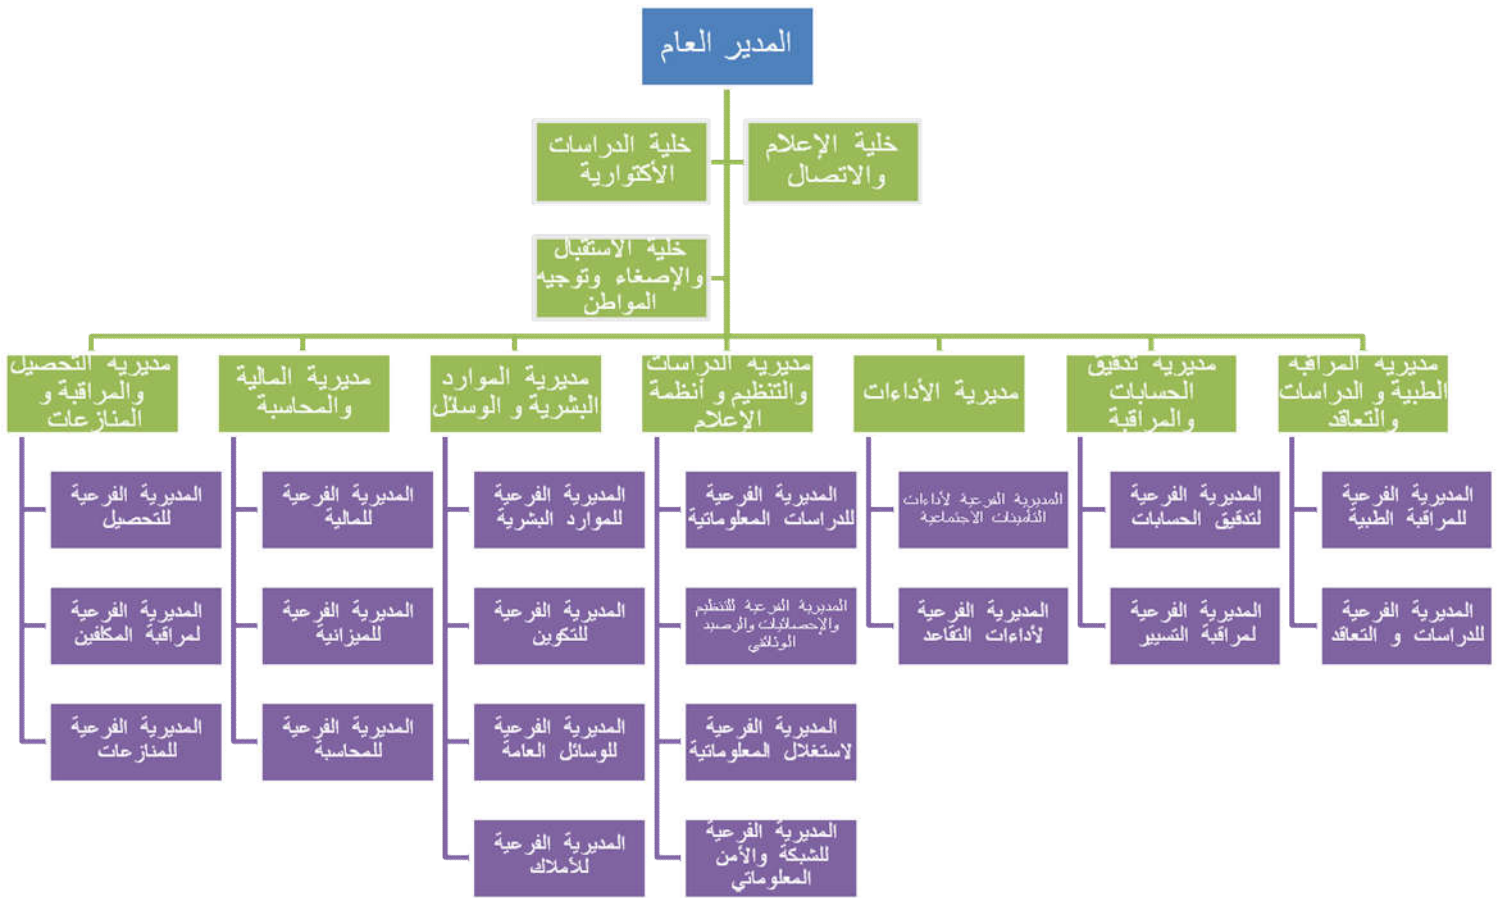 المدير العام
خلية الإعلام
والاتصال
خلية الدراسات
الأكتوارية
خلية الاستقبال
والإصغاء وتوجيه
المواطن
مديرية المراقبة
الطبية و الدراسات
والتعاقد
مديرية تدقيق
الحسابات
والمراقبة
مديرية الأداءات
مديرية الدراسات
والتنظيم و أنظمة
الإعلام
مديرية الموارد
البشرية و الوسائل
مديرية المالية
والمحاسبة
مديرية التحصيل
والمراقبة و
المنازعات
المديرية الفرعية
للمراقبة الطبية
المديرية الفرعية
للدراسات و التعاقد
المديرية الفرعية
لتدقيق الحسابات
المديرية الفرعية
لمراقبة التسيير
المديرية الفرعية لأداءات
التأمينات الاجتماعية
المديرية الفرعية
لأداءات التقاعد
المديرية الفرعية
للدراسات المعلوماتية
المديرية الفرعية للتنظيم
والإحصائيات والرصيد
الوثائقي
المديرية الفرعية
لاستغلال المعلوماتية
المديرية الفرعية
للشبكة والأمن
المعلوماتي
المديرية الفرعية
للموارد البشرية
المديرية الفرعية
للتكوين
المديرية الفرعية
للوسائل العامة
المديرية الفرعية
للأملاك
المديرية الفرعية
للمالية
المديرية الفرعية
للميزانية
المديرية الفرعية
للمحاسبة
المديرية الفرعية
للتحصيل
المديرية الفرعية
لمراقبة المكلفين
المديرية الفرعية
للمنازعات